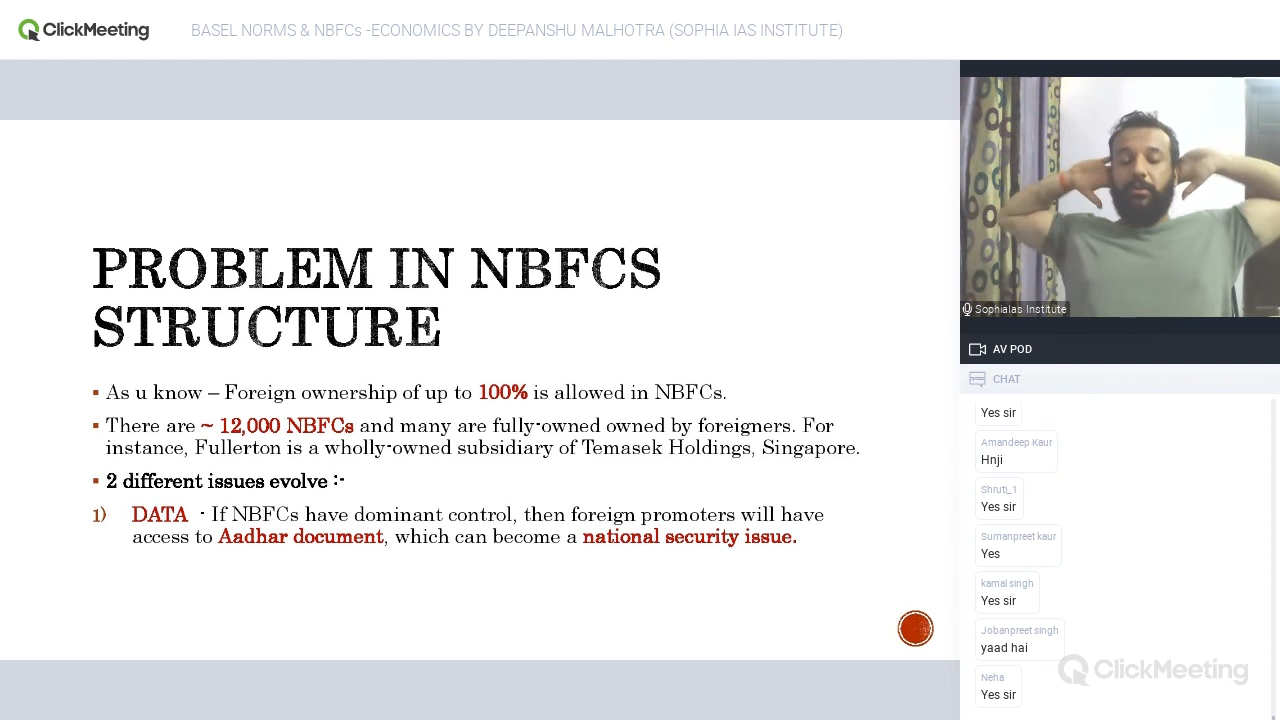 ClickMeeting
BASEL NORMS & NBFCs -ECONOMICS BY DEEPANSHU MALHOTRA (SOPHIA IAS INSTITUTE)
PROBLEM IN NBFCS
STRUCTURE
▪ As u know – Foreign ownership of up to 100% is allowed in NBFCs.
▪ There are ~ 12,000 NBFCs and many are fully-owned owned by foreigners. For
instance, Fullerton is a wholly-owned subsidiary of Temasek Holdings, Singapore.
▪ 2 different issues evolve :-
1) DATA - If NBFCs have dominant control, then foreign promoters will have
access to Aadhar document, which can become a national security issue.
SophiaIas Institute
AV POD
CHAT
Yes sir
Amandeep Kaur
Hnji
Shruti_1
Yes sir
Sumanpreet kaur
Yes
kamal singh
Yes sir
Jobanpreet singh
yaad hai
Neha
Yes sir
ClickMeeting